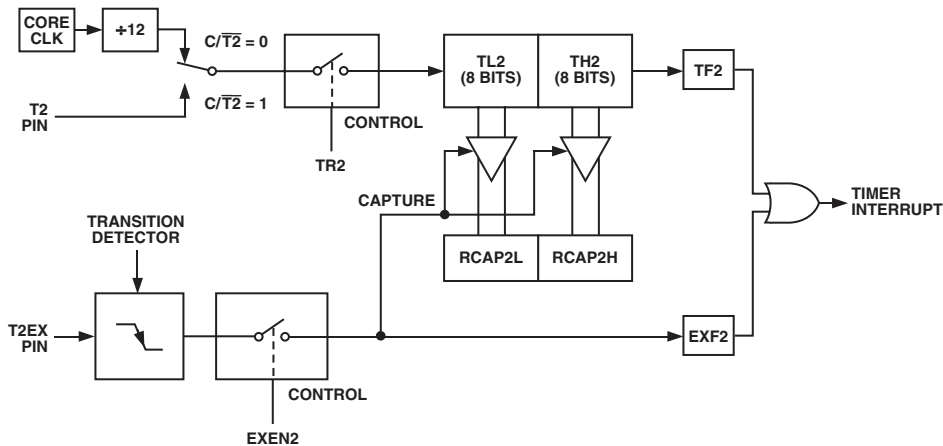 CORE
CLK
÷12
C/T2̅ = 0
C/T2̅ = 1
T2
PIN
CONTROL
TR2
TL2
(8 BITS)
TH2
(8 BITS)
TF2
CAPTURE
RCAP2L
RCAP2H
TIMER
INTERRUPT
TRANSITION
DETECTOR
T2EX
PIN
CONTROL
EXEN2
EXF2